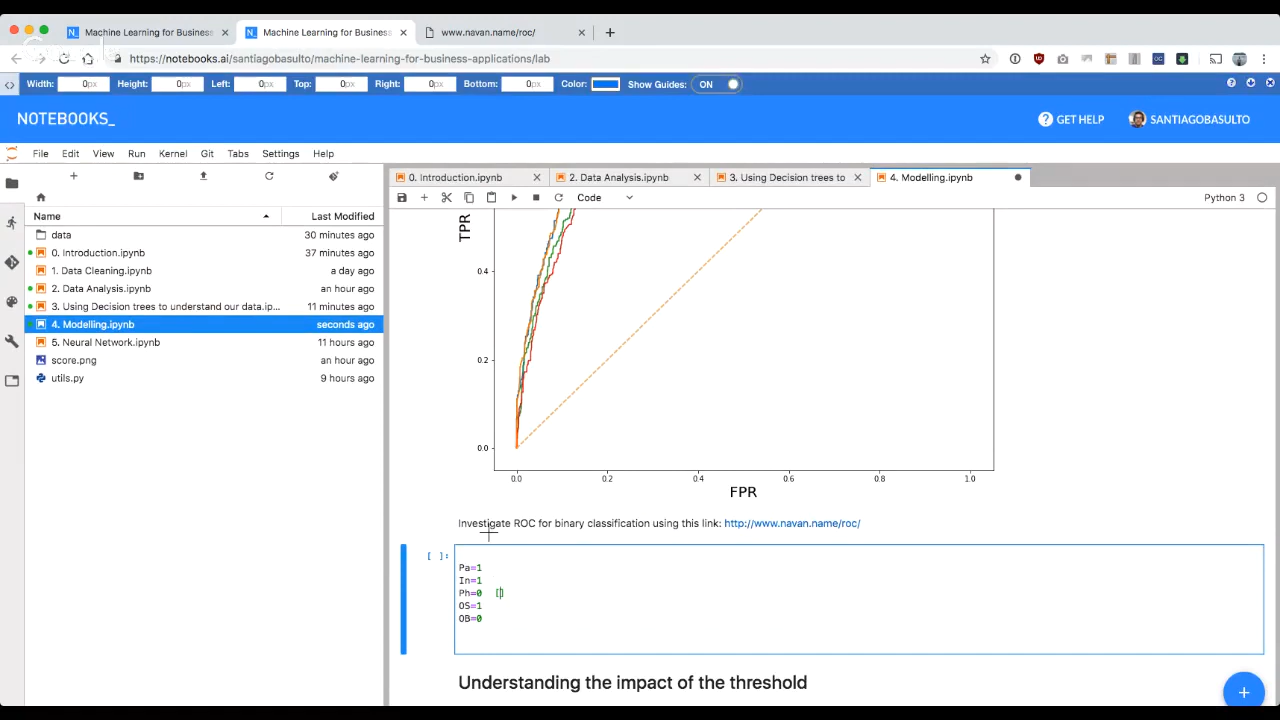 Machine Learning for Business
Machine Learning for Business
www.navan.name/roc/
https://notebooks.ai/santiagobasulto/machine-learning-for-business-applications/lab
Width: 0px Height: 0px Left: 0px Top: 0px Right: 0px Bottom: 0px Color: Show Guides: ON
NOTEBOOKS_
GET HELP SANTIAGOBASULTO
File Edit View Run Kernel Git Tabs Settings Help
0. Introduction.ipynb 2. Data Analysis.ipynb 3. Using Decision trees to 4. Modelling.ipynb
Code Python 3
Name Last Modified
data 30 minutes ago
0. Introduction.ipynb 37 minutes ago
1. Data Cleaning.ipynb a day ago
2. Data Analysis.ipynb an hour ago
3. Using Decision trees to understand our data.ip... 11 minutes ago
4. Modelling.ipynb seconds ago
5. Neural Network.ipynb 11 hours ago
score.png an hour ago
utils.py 9 hours ago
TPR
0.4
0.2
0.0
0.0 0.2 0.4 0.6 0.8 1.0
FPR
Investigate ROC for binary classification using this link: http://www.navan.name/roc/
[ ]:
Pa=1
In=1
Ph=0 []
OS=1
OB=0
Understanding the impact of the threshold